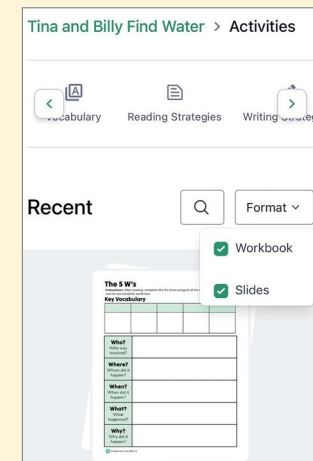 Tina and Billy Find Water > Activities
Vocabulary
Reading Strategies
Writing Strateg
Recent
Format
Workbook
Slides
The 5 W's
Key Vocabulary
Who?
Who was
involved?
Where?
Where did it
happen?
When?
When did it
happen?
What?
What
happened?
Why?
Why did it
happen?